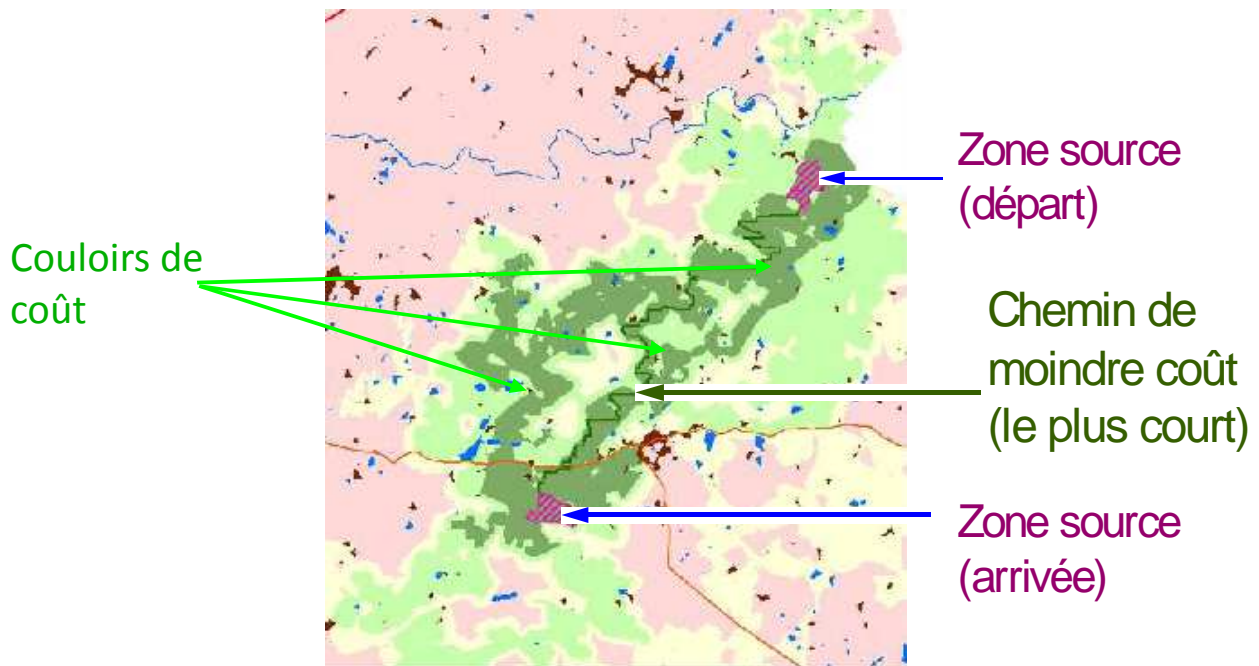 Zone source
(départ)
Couloirs de
coût
Chemin de
moindre coût
(le plus court)
Zone source
(arrivée)